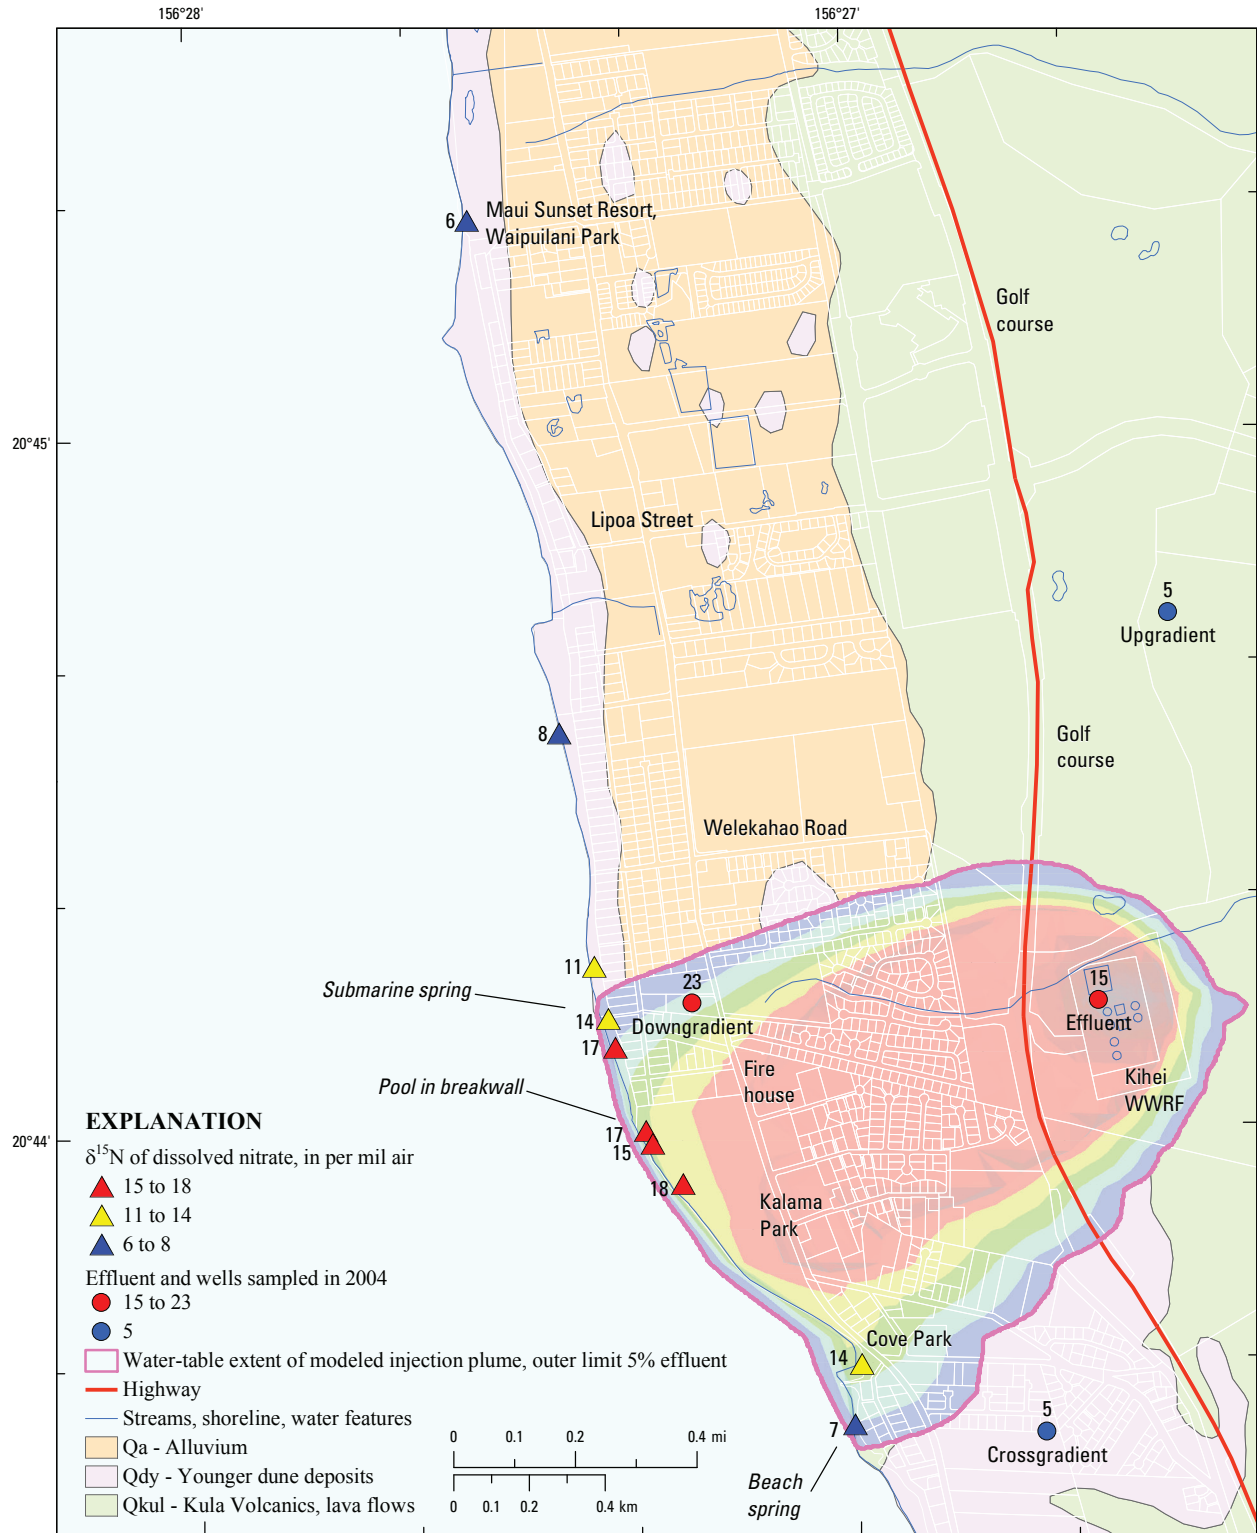 156°28'
156°27'
6
Maui Sunset Resort,
Waipuilani Park
Golf
course
20°45'
Lipoa Street
5
Upgradient
8
Golf
course
Welekahao Road
11
Submarine spring
23
15
14
Downgradient
Effluent
17
Fire
house
Pool in breakwall
Kihei
WWRF
EXPLANATION
20°44'
17
15
δ15N of dissolved nitrate, in per mil air
15 to 18
18
Kalama
Park
11 to 14
6 to 8
Effluent and wells sampled in 2004
15 to 23
5
Cove Park
14
Water-table extent of modeled injection plume, outer limit 5% effluent
Highway
Streams, shoreline, water features
7
5
Crossgradient
Qa - Alluvium
0 0.1 0.2 0.4 mi
Qdy - Younger dune deposits
Beach
spring
Qkul - Kula Volcanics, lava flows
0 0.1 0.2 0.4 km